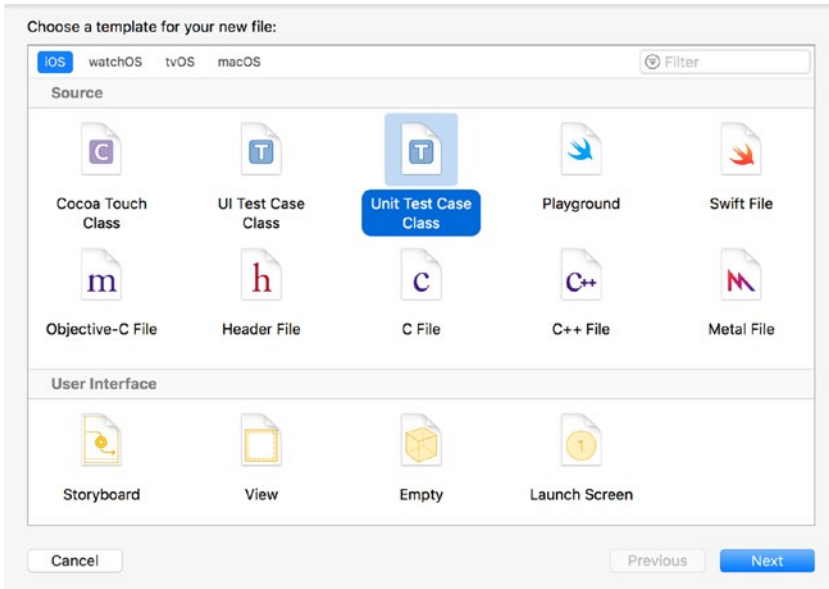 Choose a template for your new file:
iOS watchOS tvOS macOS Filter
Source
C T T
Cocoa Touch UI Test Case Unit Test Case Playground Swift File
Class Class Class
m h c C++
Objective-C File Header File C File C++ File Metal File
User Interface
1
Storyboard View Empty Launch Screen
Cancel Previous Next